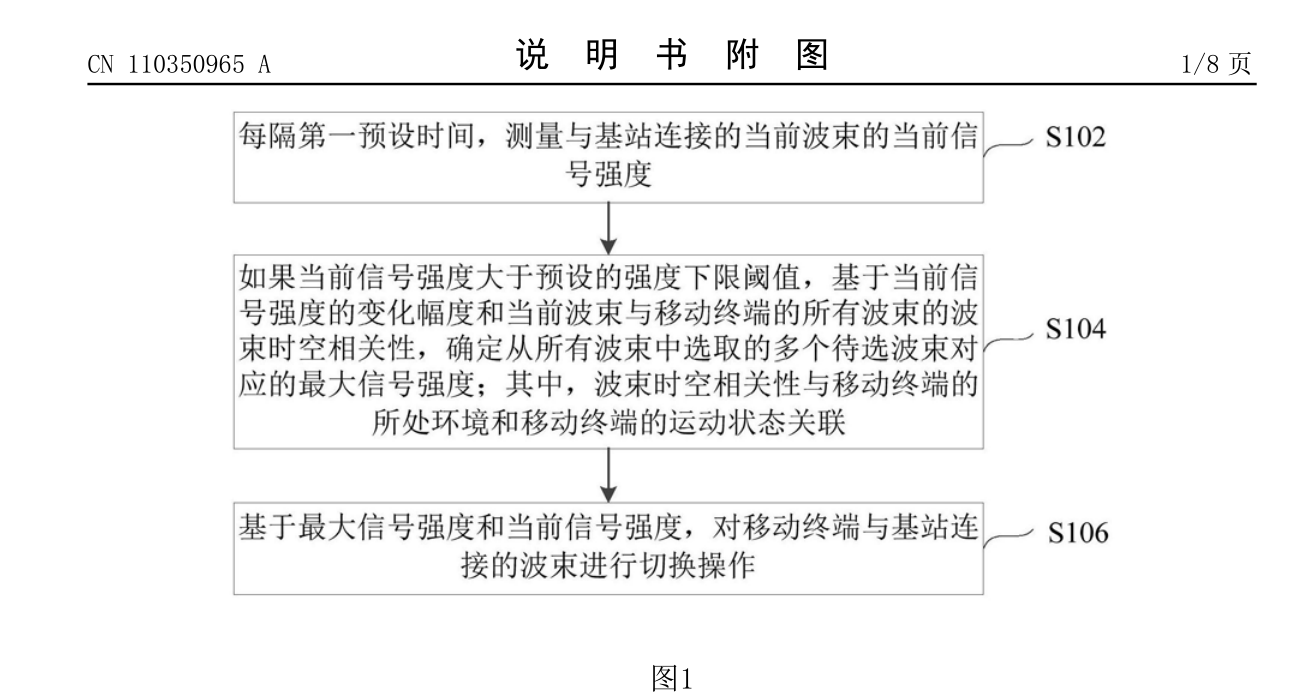 CN 110350965 A
说 明 书 附 图
1/8 页
每隔第一预设时间，测量与基站连接的当前波束的当前信
号强度
S102
如果当前信号强度大于预设的强度下限阈值，基于当前信
号强度的变化幅度和当前波束与移动终端的所有波束的波
束时空相关性，确定从所有波束中选取的多个待选波束对
应的最大信号强度；其中，波束时空相关性与移动终端的
所处环境和移动终端的运动状态关联
S104
基于最大信号强度和当前信号强度，对移动终端与基站连
接的波束进行切换操作
S106
图1